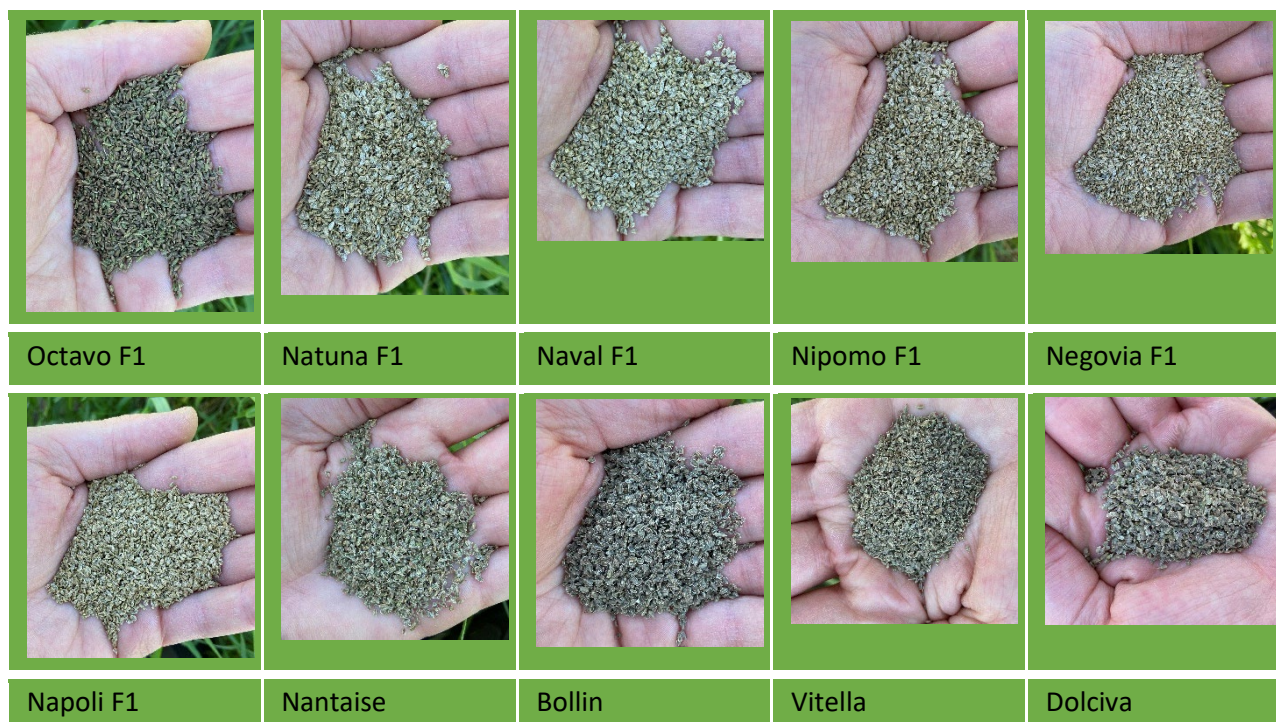 Octavo F1
Natuna F1
Naval F1
Nipomo F1
Negovia F1
Napoli F1
Nantaise
Bollin
Vitella
Dolciva